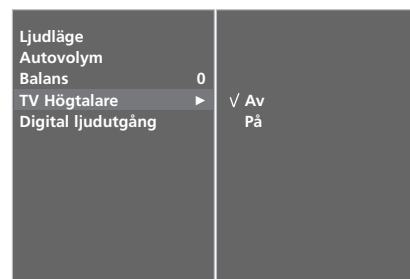 Ljudläge
Autovolym
Balans 0
TV Högtalare ► √ Av
På
Digital ljudutgång